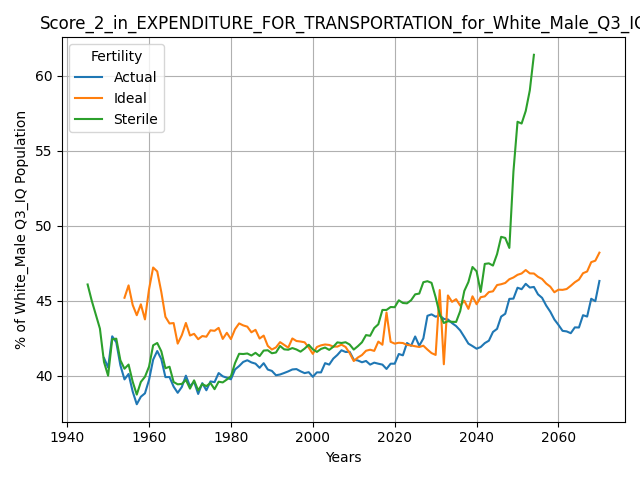 Score_2_in_EXPENDITURE_FOR_TRANSPORTATION_for_White_Male_Q3_IQ
Fertility
Actual
Ideal
Sterile
% of White_Male Q3_IQ Population
60
55
50
45
40
1940 1960 1980 2000 2020 2040 2060
Years